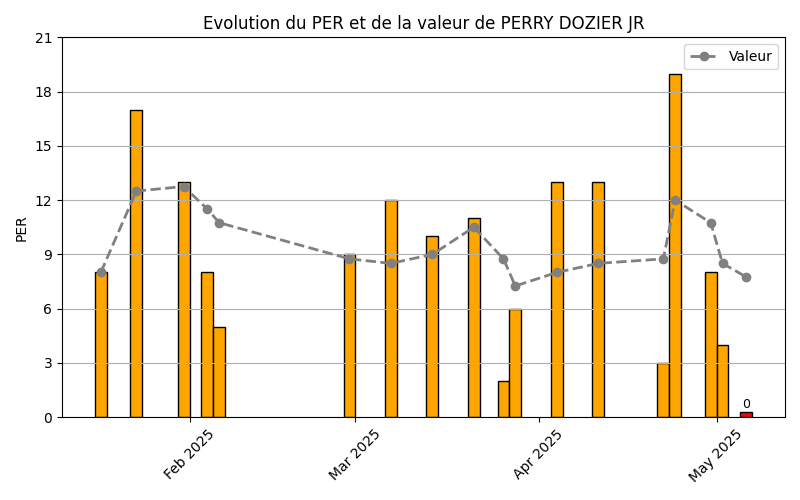 Evolution du PER et de la valeur de PERRY DOZIER JR
Valeur
PER
21
18
15
12
9
6
3
0
0
Feb 2025
Mar 2025
Apr 2025
May 2025